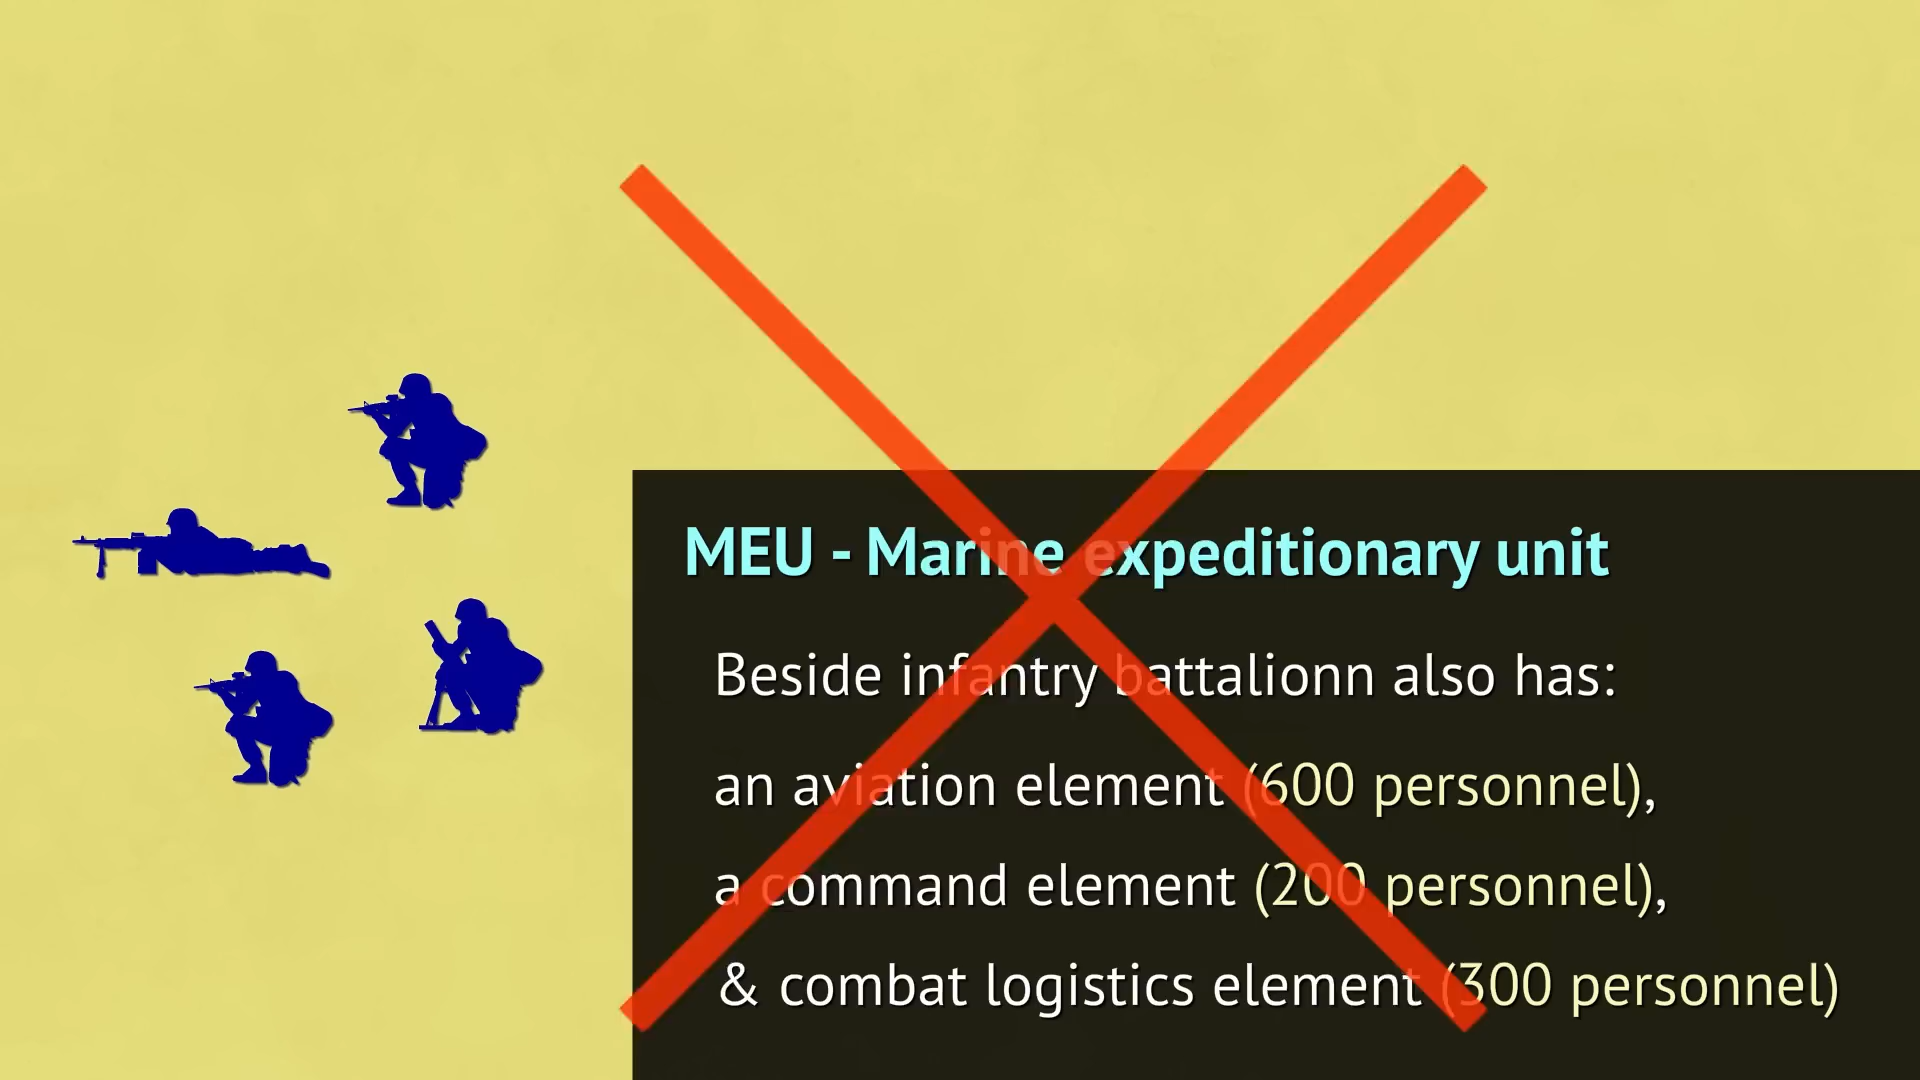 MEU - Marine expeditionary unit
Beside infantry battalionn also has:
an aviation element (600 personnel),
a command element (200 personnel),
& combat logistics element (300 personnel)